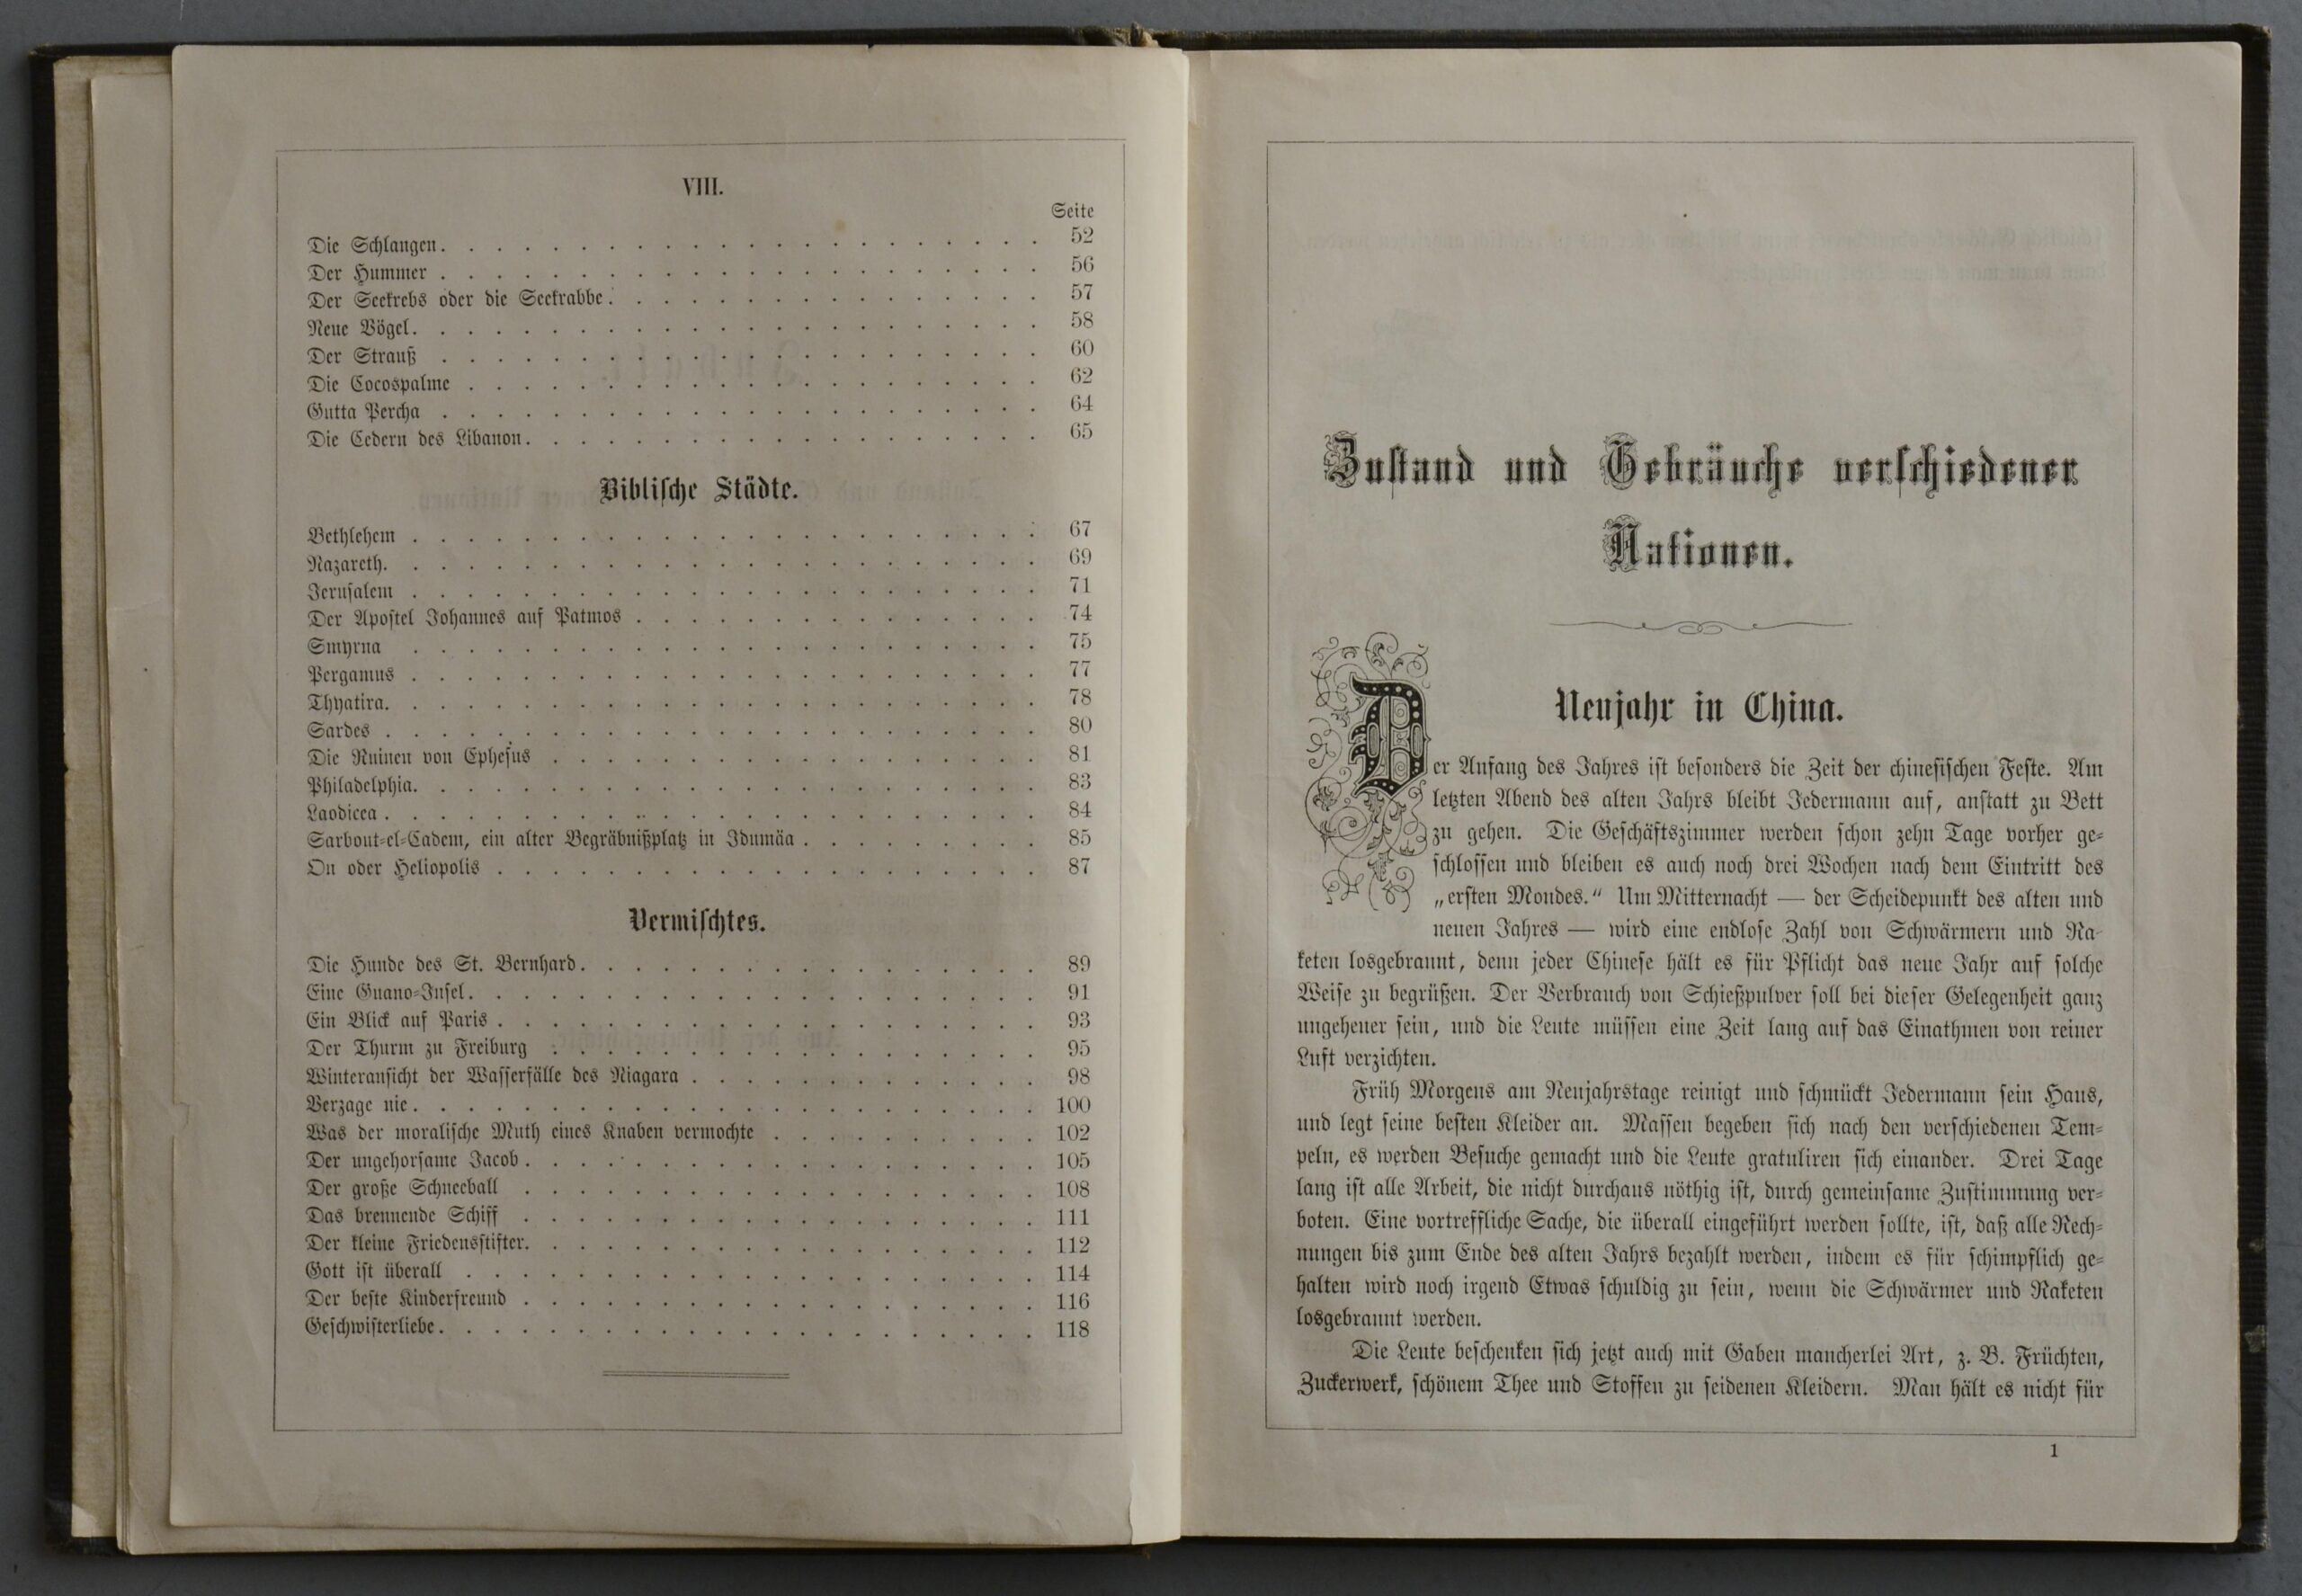 VIII.
Seite
Die Schlangen. . . . . . . . . . . . . . . . . . . . . . 52
Der Hummer . . . . . . . . . . . . . . . . . . . . . . 56
Der Seekrebs oder die Seekrabbe. . . . . . . . . . . . . . . . 57
Neue Vögel. . . . . . . . . . . . . . . . . . . . . . . 58
Der Strauß . . . . . . . . . . . . . . . . . . . . . . 60
Die Cocospalme . . . . . . . . . . . . . . . . . . . . . 62
Gutta Percha . . . . . . . . . . . . . . . . . . . . . . 64
Die Cedern des Libanon. . . . . . . . . . . . . . . . . . . 65
Biblische Städte.
Bethlehem . . . . . . . . . . . . . . . . . . . . . . . 67
Nazareth. . . . . . . . . . . . . . . . . . . . . . . . 69
Jerusalem . . . . . . . . . . . . . . . . . . . . . . . 71
Der Apostel Johannes auf Patmos . . . . . . . . . . . . . . . 74
Smyrna . . . . . . . . . . . . . . . . . . . . . . . 75
Pergamus . . . . . . . . . . . . . . . . . . . . . . . 77
Thyatira. . . . . . . . . . . . . . . . . . . . . . . . 78
Sardes . . . . . . . . . . . . . . . . . . . . . . . . 80
Die Ruinen von Ephesus . . . . . . . . . . . . . . . . . . 81
Philadelphia. . . . . . . . . . . . . . . . . . . . . . . 83
Laodicea . . . . . . . . . . . . . . . . . . . . . . . . 84
Sarbout-el-Cadem, ein alter Begräbnißplatz in Idumäa . . . . . . . . . 85
On oder Heliopolis . . . . . . . . . . . . . . . . . . . . 87
Vermischtes.
Die Hunde des St. Bernhard. . . . . . . . . . . . . . . . . 89
Eine Guano-Insel. . . . . . . . . . . . . . . . . . . . . 91
Ein Blick auf Paris . . . . . . . . . . . . . . . . . . . . 93
Der Thurm zu Freiburg . . . . . . . . . . . . . . . . . . 95
Winteransicht der Wasserfälle des Niagara . . . . . . . . . . . . . 98
Verzage nie. . . . . . . . . . . . . . . . . . . . . . . 100
Was der moralische Muth eines Knaben vermochte . . . . . . . . . . 102
Der ungehorsame Jacob . . . . . . . . . . . . . . . . . . . 105
Der große Schneeball . . . . . . . . . . . . . . . . . . . 108
Das brennende Schiff . . . . . . . . . . . . . . . . . . . 111
Der kleine Friedensstifter. . . . . . . . . . . . . . . . . . . 112
Gott ist überall . . . . . . . . . . . . . . . . . . . . . 114
Der beste Kinderfreund . . . . . . . . . . . . . . . . . . . 116
Geschwisterliebe. . . . . . . . . . . . . . . . . . . . . . 118
Zustand und Gebräuche verschiedener
Nationen.
Neujahr in China.
Der Anfang des Jahres ist besonders die Zeit der chinesischen Feste. Am
letzten Abend des alten Jahrs bleibt Jedermann auf, anstatt zu Bett
zu gehen. Die Geschäftszimmer werden schon zehn Tage vorher ge-
schlossen und bleiben es auch noch drei Wochen nach dem Eintritt des
„ersten Mondes.“ Um Mitternacht — der Scheidepunkt des alten und
neuen Jahres — wird eine endlose Zahl von Schwärmern und Ra-
keten losgebrannt, denn jeder Chinese hält es für Pflicht das neue Jahr auf solche
Weise zu begrüßen. Der Verbrauch von Schießpulver soll bei dieser Gelegenheit ganz
ungeheuer sein, und die Leute müssen eine Zeit lang auf das Einathmen von reiner
Luft verzichten.
Früh Morgens am Neujahrstage reinigt und schmückt Jedermann sein Haus,
und legt seine besten Kleider an. Massen begeben sich nach den verschiedenen Tem-
peln, es werden Besuche gemacht und die Leute gratuliren sich einander. Drei Tage
lang ist alle Arbeit, die nicht durchaus nöthig ist, durch gemeinsame Zustimmung ver-
boten. Eine vortreffliche Sache, die überall eingeführt werden sollte, ist, daß alle Rech-
nungen bis zum Ende des alten Jahrs bezahlt werden, indem es für schimpflich ge-
halten wird noch irgend Etwas schuldig zu sein, wenn die Schwärmer und Raketen
losgebrannt werden.
Die Leute beschenken sich jetzt auch mit Gaben mancherlei Art, z. B. Früchten,
Zuckerwerk, schönem Thee und Stoffen zu seidenen Kleidern. Man hält es nicht für
1